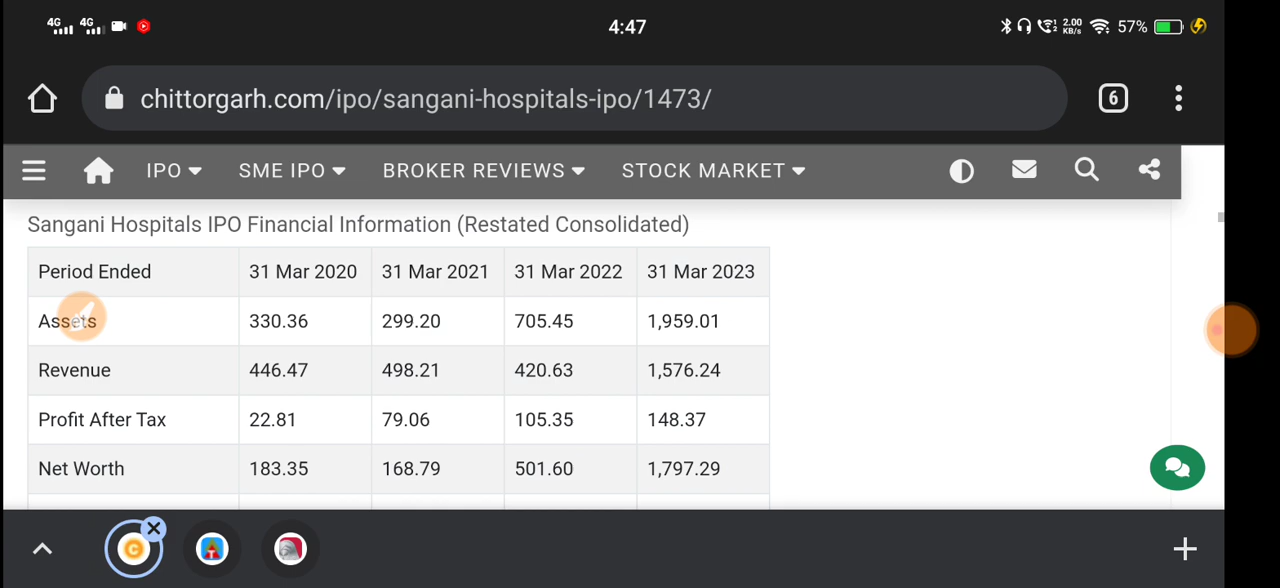 4G 4G 4:47 2.00 KB/s 57%
chittorgarh.com/ipo/sangani-hospitals-ipo/1473/ 6
IPO SME IPO BROKER REVIEWS STOCK MARKET
Sangani Hospitals IPO Financial Information (Restated Consolidated)
Period Ended 31 Mar 2020 31 Mar 2021 31 Mar 2022 31 Mar 2023
Assets 330.36 299.20 705.45 1,959.01
Revenue 446.47 498.21 420.63 1,576.24
Profit After Tax 22.81 79.06 105.35 148.37
Net Worth 183.35 168.79 501.60 1,797.29